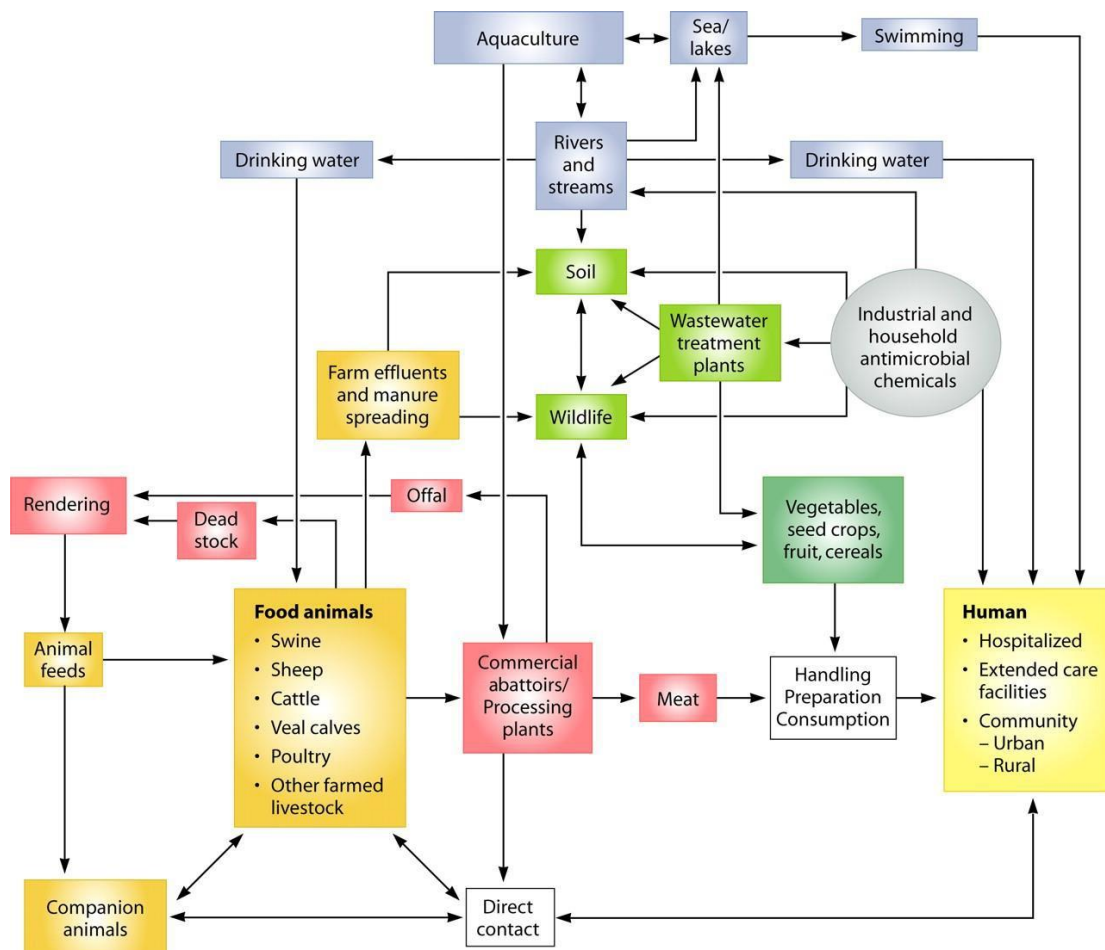 Aquaculture
Sea/
lakes
Swimming
Drinking water
Rivers
and
streams
Drinking water
Soil
Wastewater
treatment
plants
Industrial and
household
antimicrobial
chemicals
Farm effluents
and manure
spreading
Wildlife
Rendering
Offal
Dead
stock
Vegetables,
seed crops,
fruit, cereals
Animal
feeds
Food animals
• Swine
• Sheep
• Cattle
• Veal calves
• Poultry
• Other farmed
livestock
Commercial
abattoirs/
Processing
plants
Meat
Handling
Preparation
Consumption
Human
• Hospitalized
• Extended care
facilities
• Community
– Urban
– Rural
Companion
animals
Direct
contact